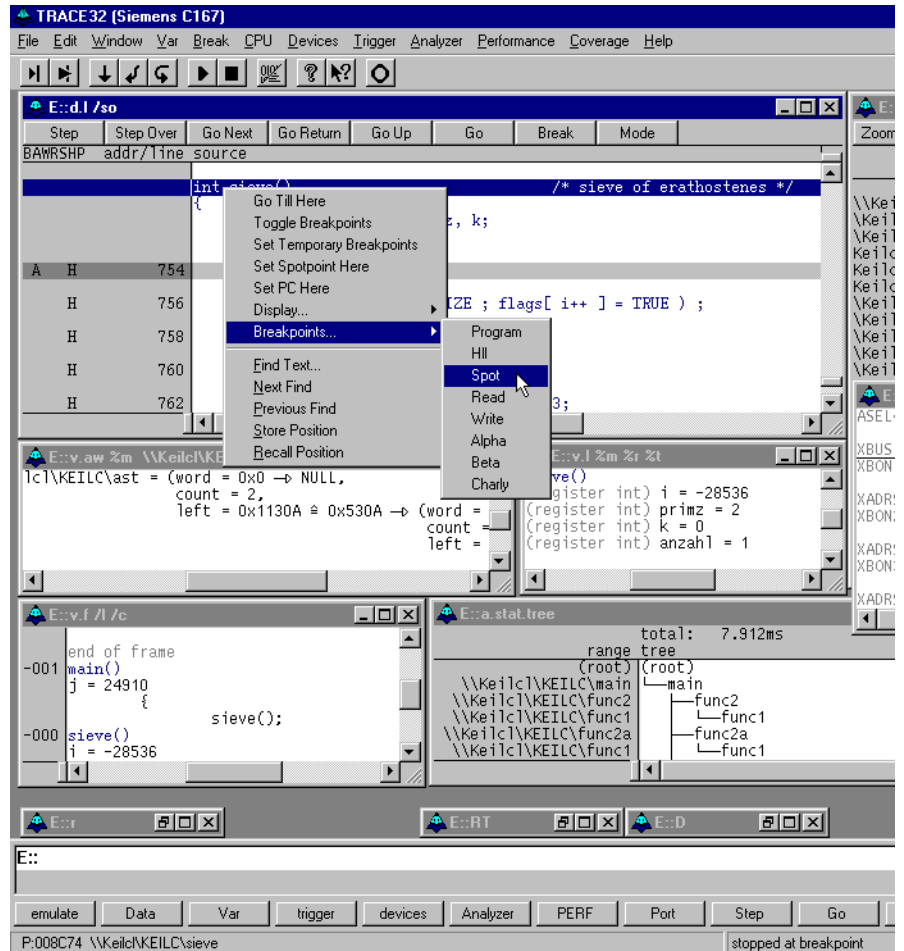 TRACE32 (Siemens C167)
File Edit Window Var Break CPU Devices Trigger Analyzer Performance Coverage Help
E::d.l /so
Step Step Over Go Next Go Return Go Up Go Break Mode
BAWRSHP addr/line source
int sieve() /* sieve of erathostenes */
{
z, k;
A H 754
H 756 IZE ; flags[ i++ ] = TRUE ) ;
H 758
H 760
H 762 3;
Go Till Here
Toggle Breakpoints
Set Temporary Breakpoints
Set Spotpoint Here
Set PC Here
Display...
Breakpoints...
Find Text...
Next Find
Previous Find
Store Position
Recall Position
Program
Hll
Spot
Read
Write
Alpha
Beta
Charly
E:
Zoom
\\Kei
\Keil
\Keil
Keilc
Keilc
Keilc
\Keil
\Keil
\Keil
\Keil
\Keil
E::v.aw %m \\Keilcl\KE
lcl\KEILC\ast = (word = 0x0 → NULL,
count = 2,
left = 0x1130A ≙ 0x530A → (word =
count =
left =
E::v.l %m %r %t
ve()
(register int) i = -28536
(register int) primz = 2
(register int) k = 0
(register int) anzahl = 1
E
ASEL
XBUS
XBON
XADRS
XBON2
XADRS
XBON3
XADRS
E::v.f /l /c
end of frame
-001 main()
j = 24910
{
sieve();
-000 sieve()
i = -28536
E::a.stat.tree
total: 7.912ms
range tree
(root) (root)
\\Keilcl\KEILC\main main
\\Keilcl\KEILC\func2 func2
\\Keilcl\KEILC\func1 func1
\\Keilcl\KEILC\func2a func2a
\\Keilcl\KEILC\func1 func1
E::r
E::RT
E::D
E::
emulate Data Var trigger devices Analyzer PERF Port Step Go
P:008C74 \\Keilcl\KEILC\sieve stopped at breakpoint